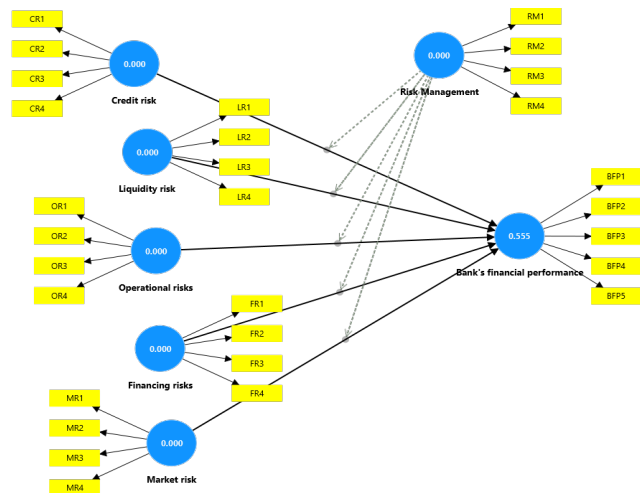 CR1
CR2
CR3
CR4
0.000
Credit risk
RM1
RM2
RM3
RM4
0.000
Risk Management
LR1
LR2
LR3
LR4
0.000
Liquidity risk
OR1
OR2
OR3
OR4
0.000
Operational risks
BFP1
BFP2
BFP3
BFP4
BFP5
0.555
Bank's financial performance
FR1
FR2
FR3
FR4
0.000
Financing risks
MR1
MR2
MR3
MR4
0.000
Market risk